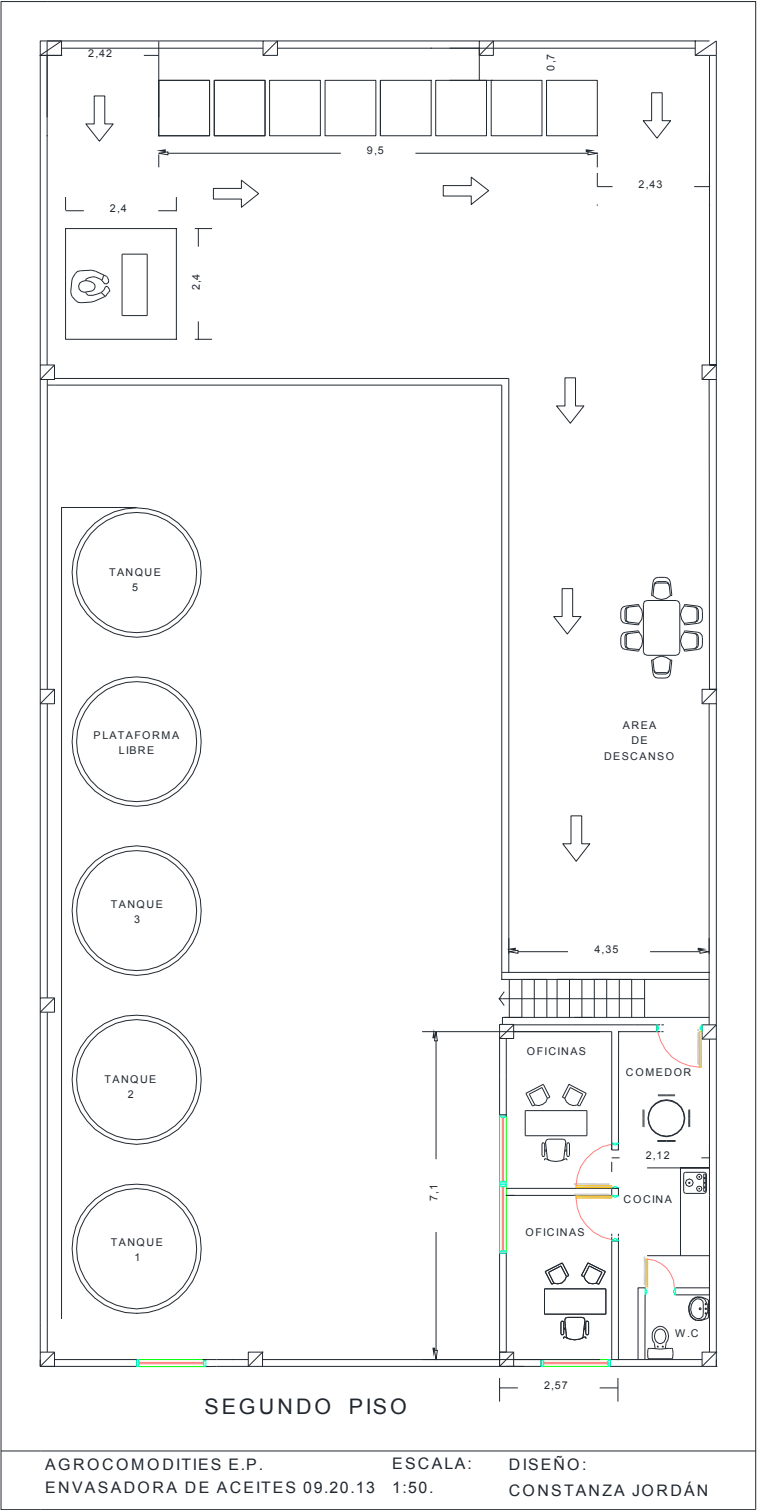 2,42
0,7
9,5
2,43
2,4
2,4
TANQUE
5
PLATAFORMA
LIBRE
AREA
DE
DESCANSO
TANQUE
3
4,35
OFICINAS
COMEDOR
TANQUE
2
2,12
7,1
COCINA
OFICINAS
TANQUE
1
W.C
2,57
SEGUNDO PISO
AGROCOMODITIES E.P.
ENVASADORA DE ACEITES 09.20.13
ESCALA:
1:50.
DISEÑO:
CONSTANZA JORDÁN